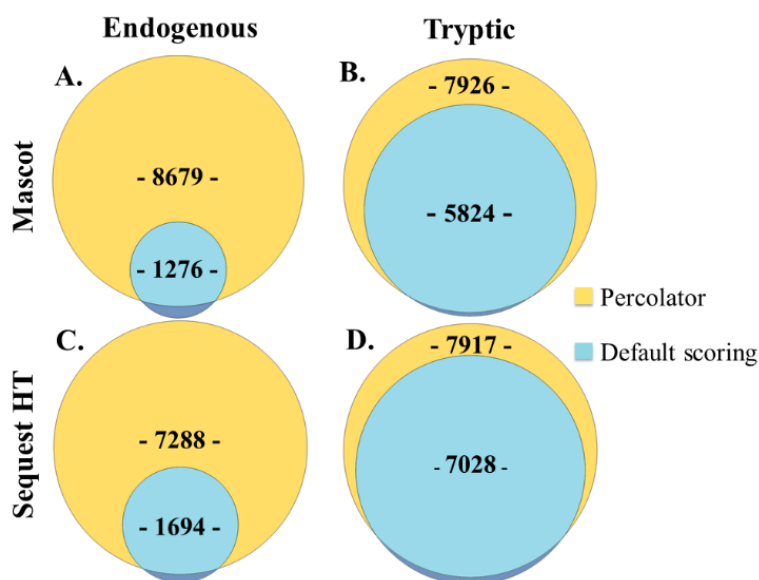 Endogenous Tryptic
A. B.
- 7926 -
Mascot
- 8679 -
- 5824 -
- 1276 -
Percolator
C. D.
- 7917 -
Default scoring
Sequest HT
- 7288 -
- 7028 -
- 1694 -